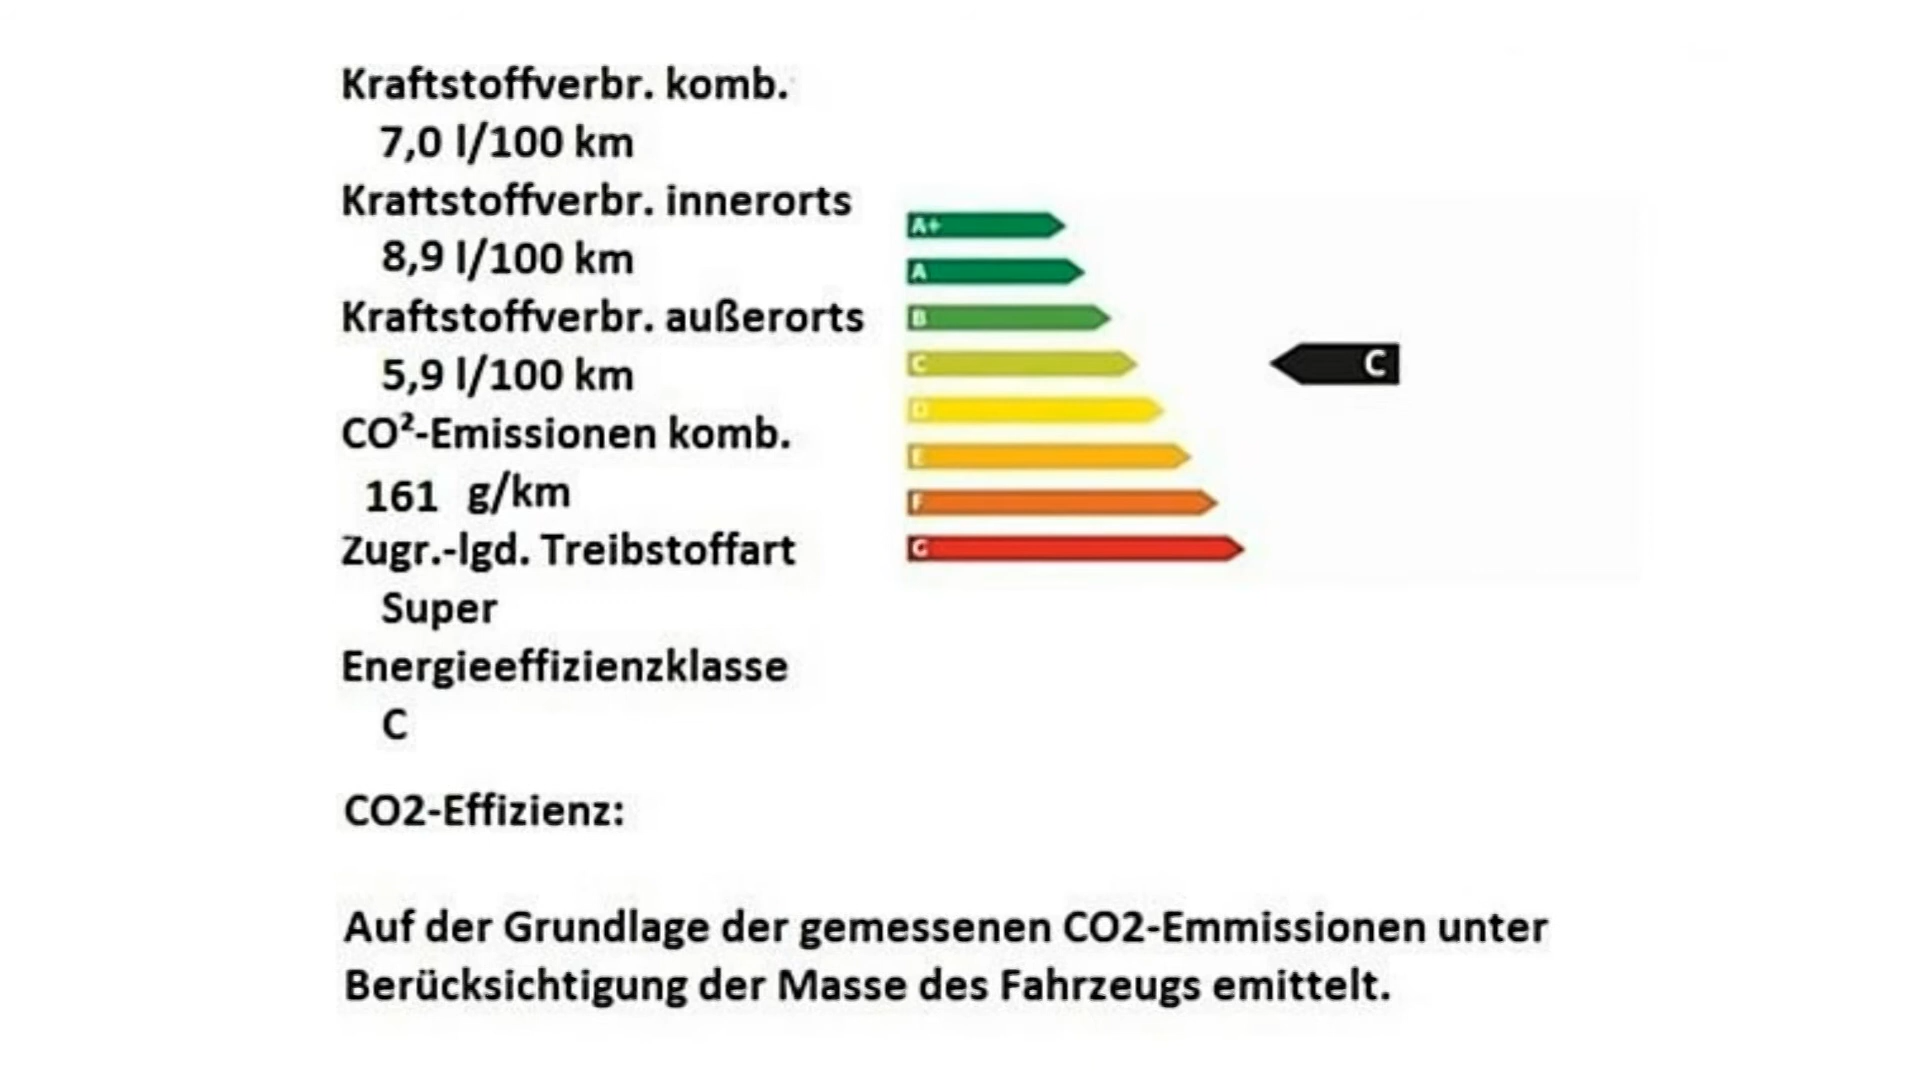 Kraftstoffverbr. komb.
7,0 l/100 km
Kraftstoffverbr. innerorts
8,9 l/100 km
Kraftstoffverbr. außerorts
5,9 l/100 km
CO²-Emissionen komb.
161 g/km
Zugr.-lgd. Treibstoffart
Super
Energieeffizienzklasse
C
A+
A
B
C
D
E
F
G
C
CO2-Effizienz:
Auf der Grundlage der gemessenen CO2-Emmissionen unter
Berücksichtigung der Masse des Fahrzeugs emittelt.